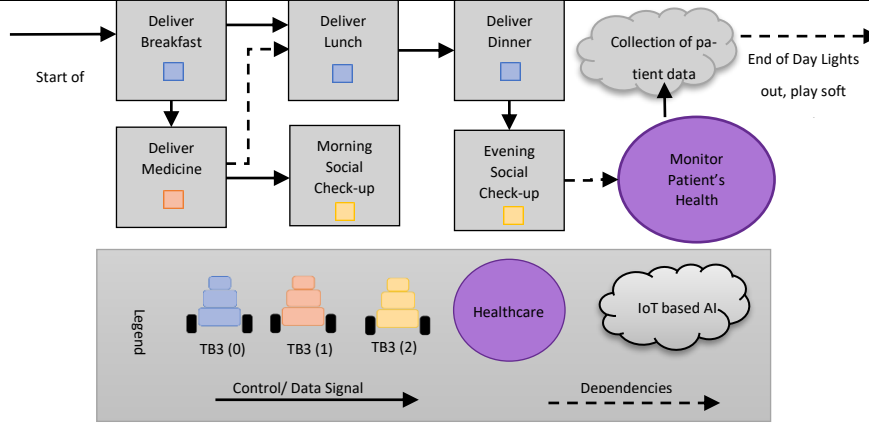 Start of
Deliver
Breakfast
Deliver
Lunch
Deliver
Dinner
Collection of pa-
tient data
End of Day Lights
out, play soft
Deliver
Medicine
Morning
Social
Check-up
Evening
Social
Check-up
Monitor
Patient's
Health
Legend
TB3 (0)
TB3 (1)
TB3 (2)
Healthcare
IoT based AI
Control/ Data Signal
Dependencies